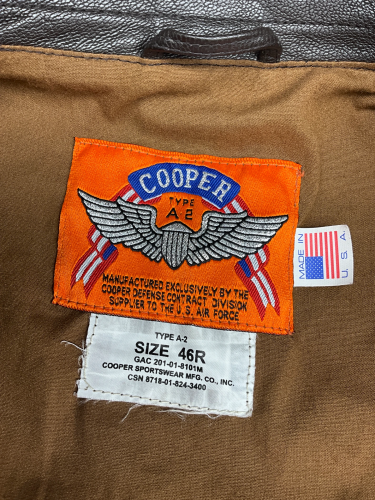 COOPER
TYPE
A 2
MANUFACTURED EXCLUSIVELY BY THE
COOPER DEFENSE CONTRACT DIVISION
SUPPLIER TO THE U.S. AIR FORCE
MADE IN
U.S.A.
TYPE A-2
SIZE 46R
GAC 201-01-8101M
COOPER SPORTSWEAR MFG. CO., INC.
CSN 8718-01-824-3400